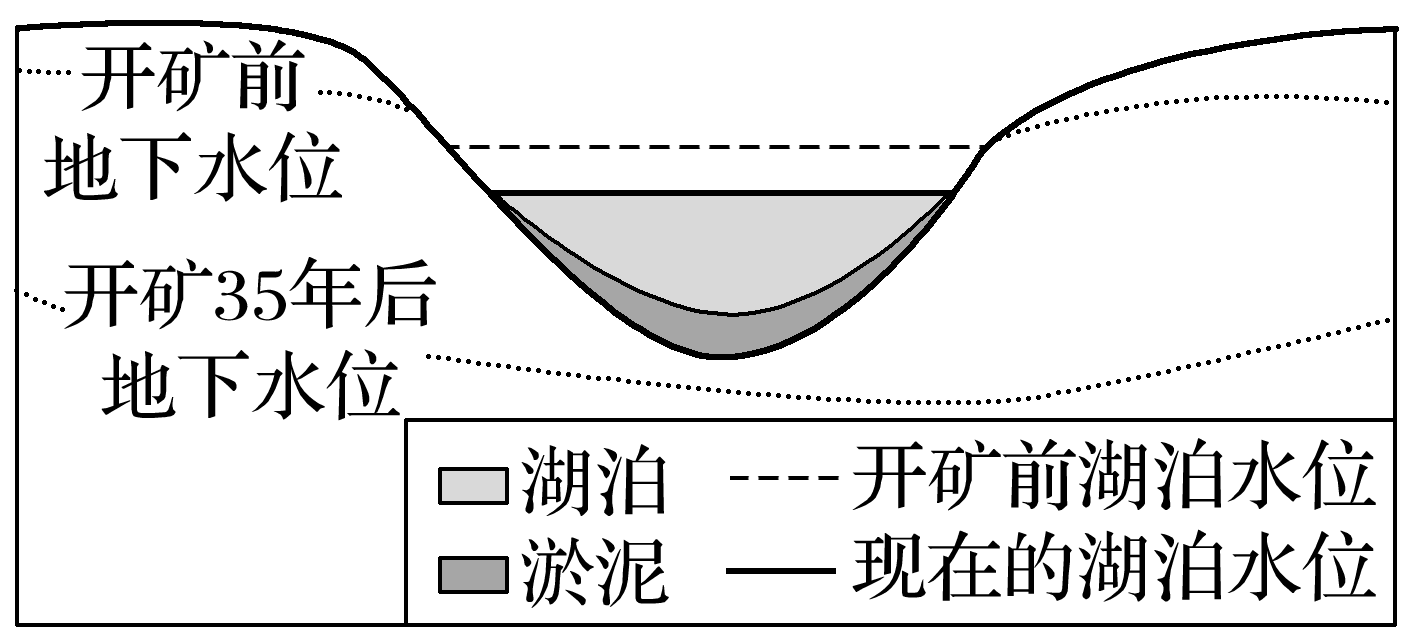 开矿前
地下水位
开矿35年后
地下水位
湖泊
开矿前湖泊水位
淤泥
现在的湖泊水位